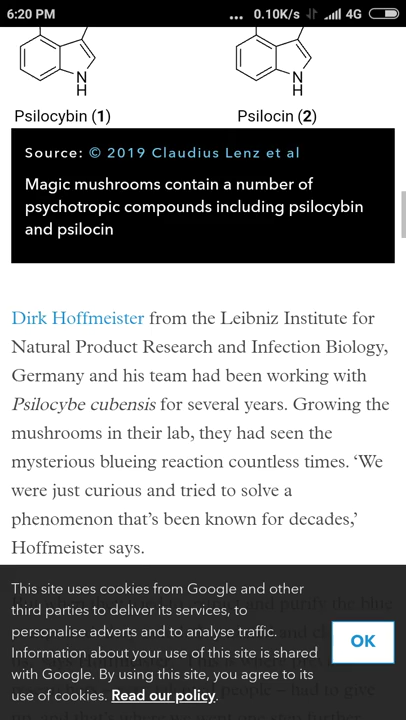 6:20 PM ... 0.10K/s 4G
N
H
N
H
Psilocybin (1) Psilocin (2)
Source: © 2019 Claudius Lenz et al
Magic mushrooms contain a number of
psychotropic compounds including psilocybin
and psilocin
Dirk Hoffmeister from the Leibniz Institute for
Natural Product Research and Infection Biology,
Germany and his team had been working with
Psilocybe cubensis for several years. Growing the
mushrooms in their lab, they had seen the
mysterious blueing reaction countless times. ‘We
were just curious and tried to solve a
phenomenon that’s been known for decades,’
Hoffmeister says.
This site uses cookies from Google and other
third parties to deliver its services, to
personalise adverts and to analyse traffic.
Information about your use of this site is shared
with Google. By using this site, you agree to its
use of cookies. Read our policy.
OK